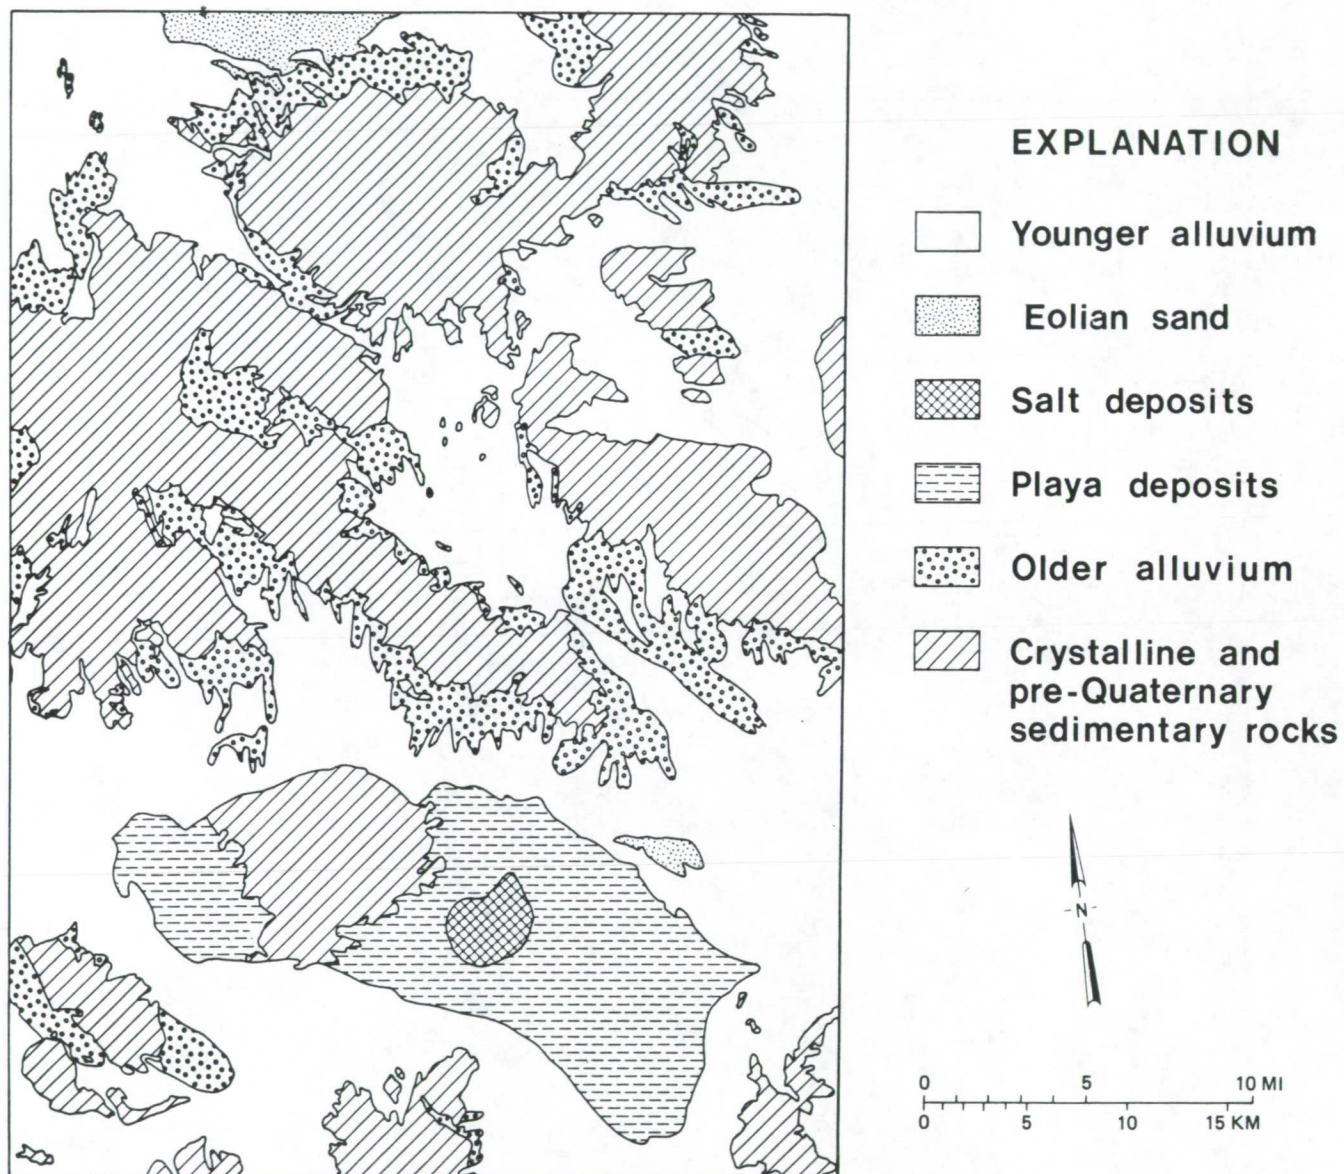 EXPLANATION
Younger alluvium
Eolian sand
Salt deposits
Playa deposits
Older alluvium
Crystalline and
pre-Quaternary
sedimentary rocks
N
0 5 10 MI
0 5 10 15 KM